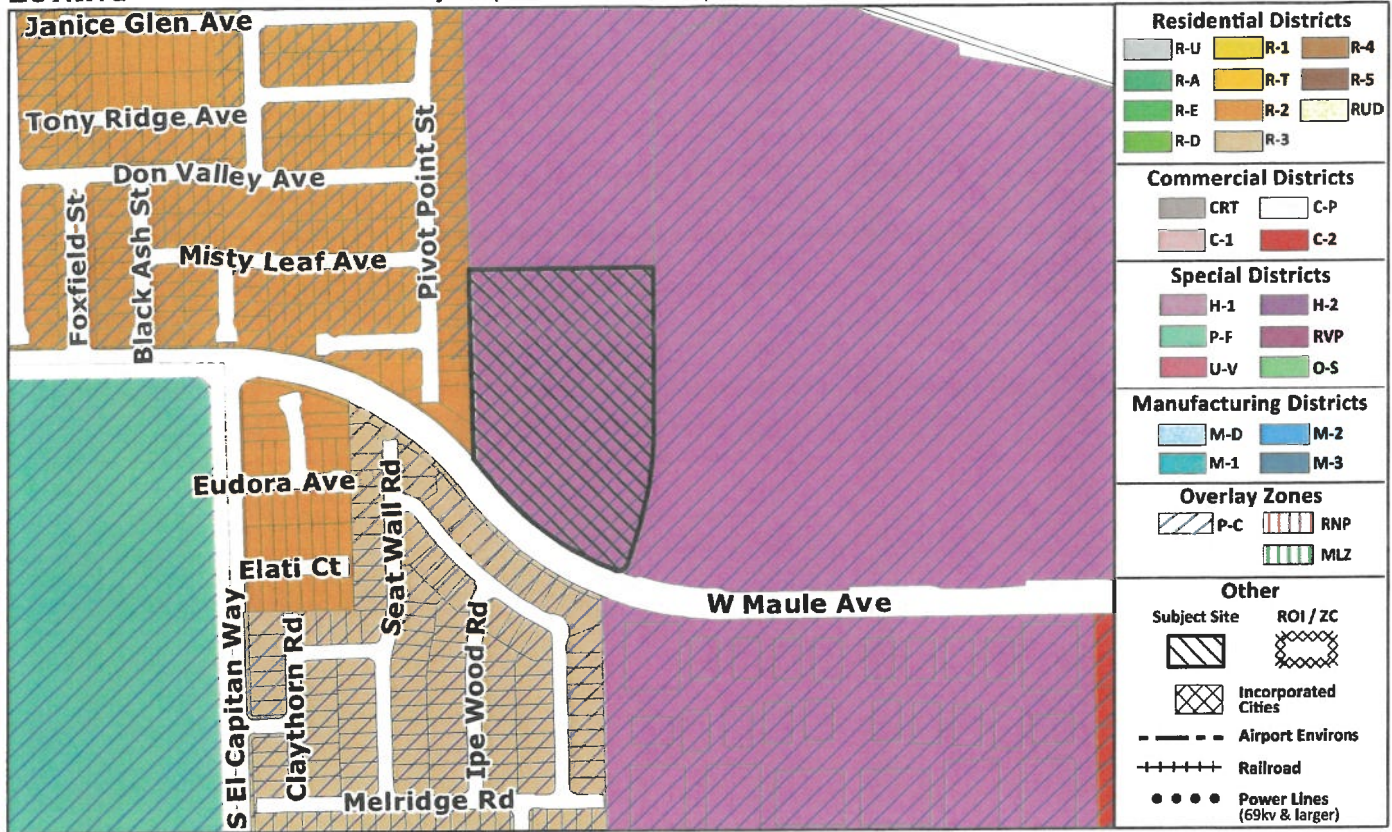 Janice Glen Ave
Tony Ridge Ave
Don Valley Ave
Misty Leaf Ave
Foxfield St
Black Ash St
Pivot Point St
Eudora Ave
Elati Ct
Seat Wall Rd
W Maule Ave
S El Capitan Way
Claythorn Rd
Ipe Wood Rd
Melridge Rd
Residential Districts
R-U R-1 R-4
R-A R-T R-5
R-E R-2 RUD
R-D R-3
Commercial Districts
CRT C-P
C-1 C-2
Special Districts
H-1 H-2
P-F RVP
U-V O-S
Manufacturing Districts
M-D M-2
M-1 M-3
Overlay Zones
P-C RNP
MLZ
Other
Subject Site ROI / ZC
Incorporated
Cities
Airport Environs
Railroad
Power Lines
(69kv & larger)